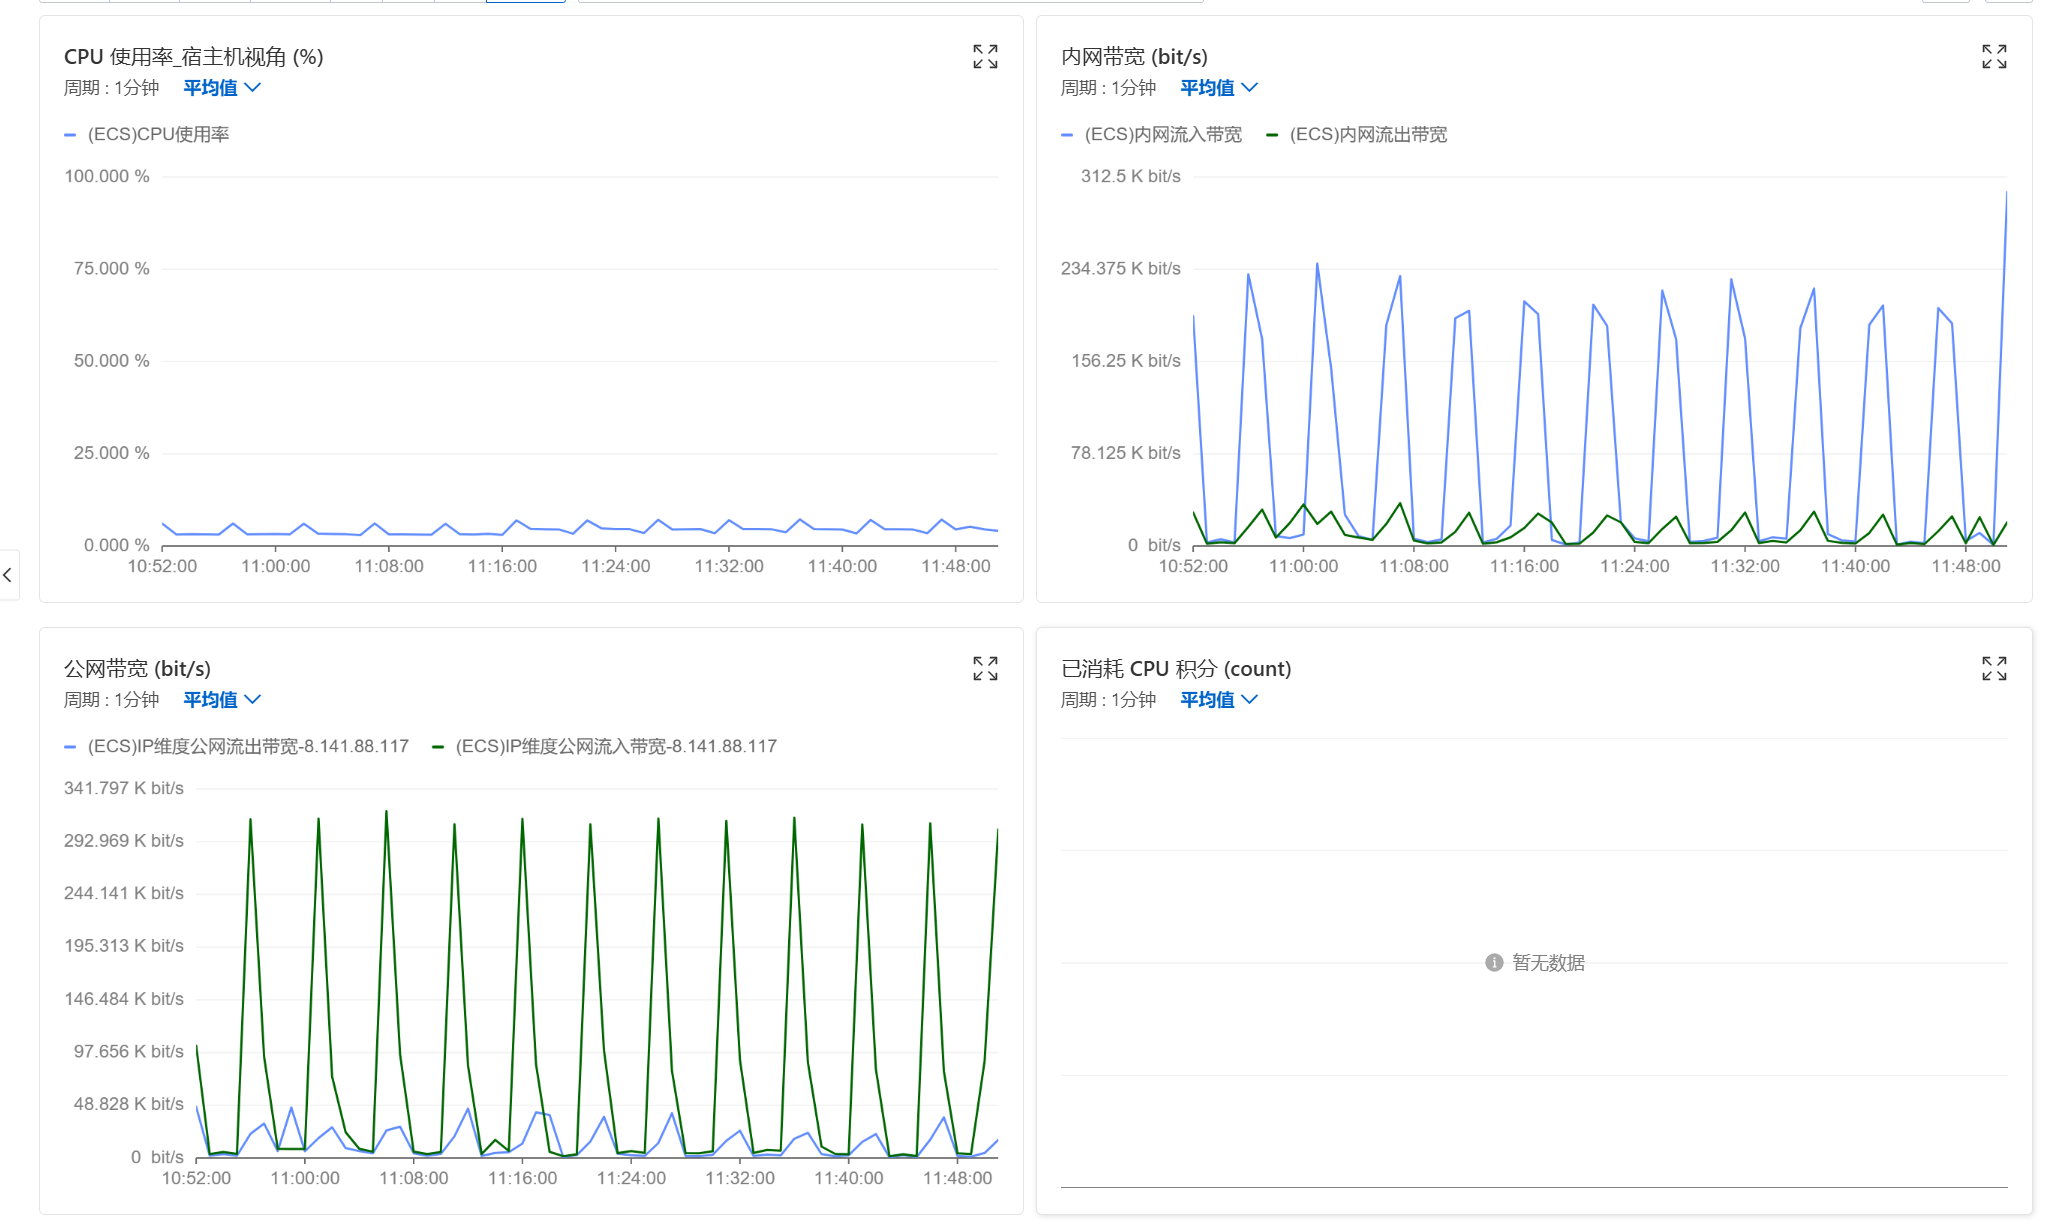 CPU 使用率_宿主机视角 (%)
周期 : 1分钟 平均值
(ECS)CPU使用率
100.000 %
75.000 %
50.000 %
25.000 %
0.000 %
10:52:00 11:00:00 11:08:00 11:16:00 11:24:00 11:32:00 11:40:00 11:48:00
内网带宽 (bit/s)
周期 : 1分钟 平均值
(ECS)内网流入带宽 (ECS)内网流出带宽
312.5 K bit/s
234.375 K bit/s
156.25 K bit/s
78.125 K bit/s
0 bit/s
10:52:00 11:00:00 11:08:00 11:16:00 11:24:00 11:32:00 11:40:00 11:48:00
公网带宽 (bit/s)
周期 : 1分钟 平均值
(ECS)IP维度公网流出带宽-8.141.88.117 (ECS)IP维度公网流入带宽-8.141.88.117
341.797 K bit/s
292.969 K bit/s
244.141 K bit/s
195.313 K bit/s
146.484 K bit/s
97.656 K bit/s
48.828 K bit/s
0 bit/s
10:52:00 11:00:00 11:08:00 11:16:00 11:24:00 11:32:00 11:40:00 11:48:00
已消耗 CPU 积分 (count)
周期 : 1分钟 平均值
暂无数据